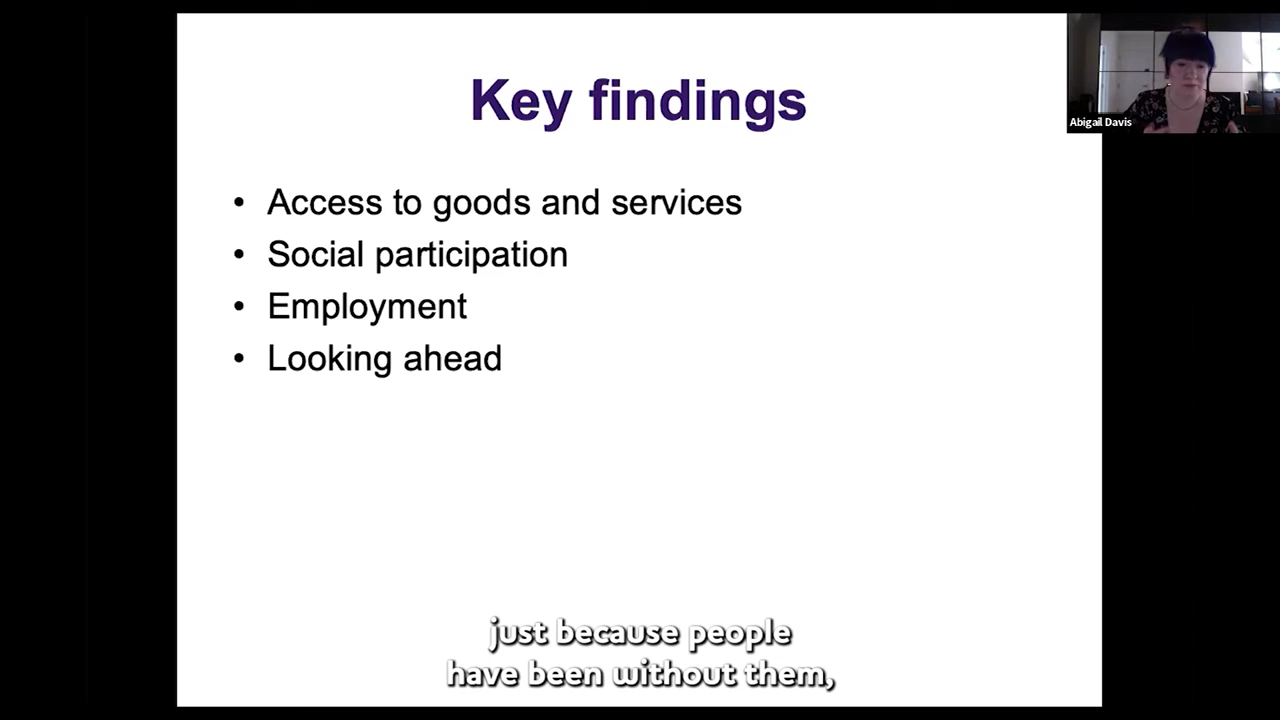 Key findings
Abigail Davis
• Access to goods and services
• Social participation
• Employment
• Looking ahead
just because people
have been without them,